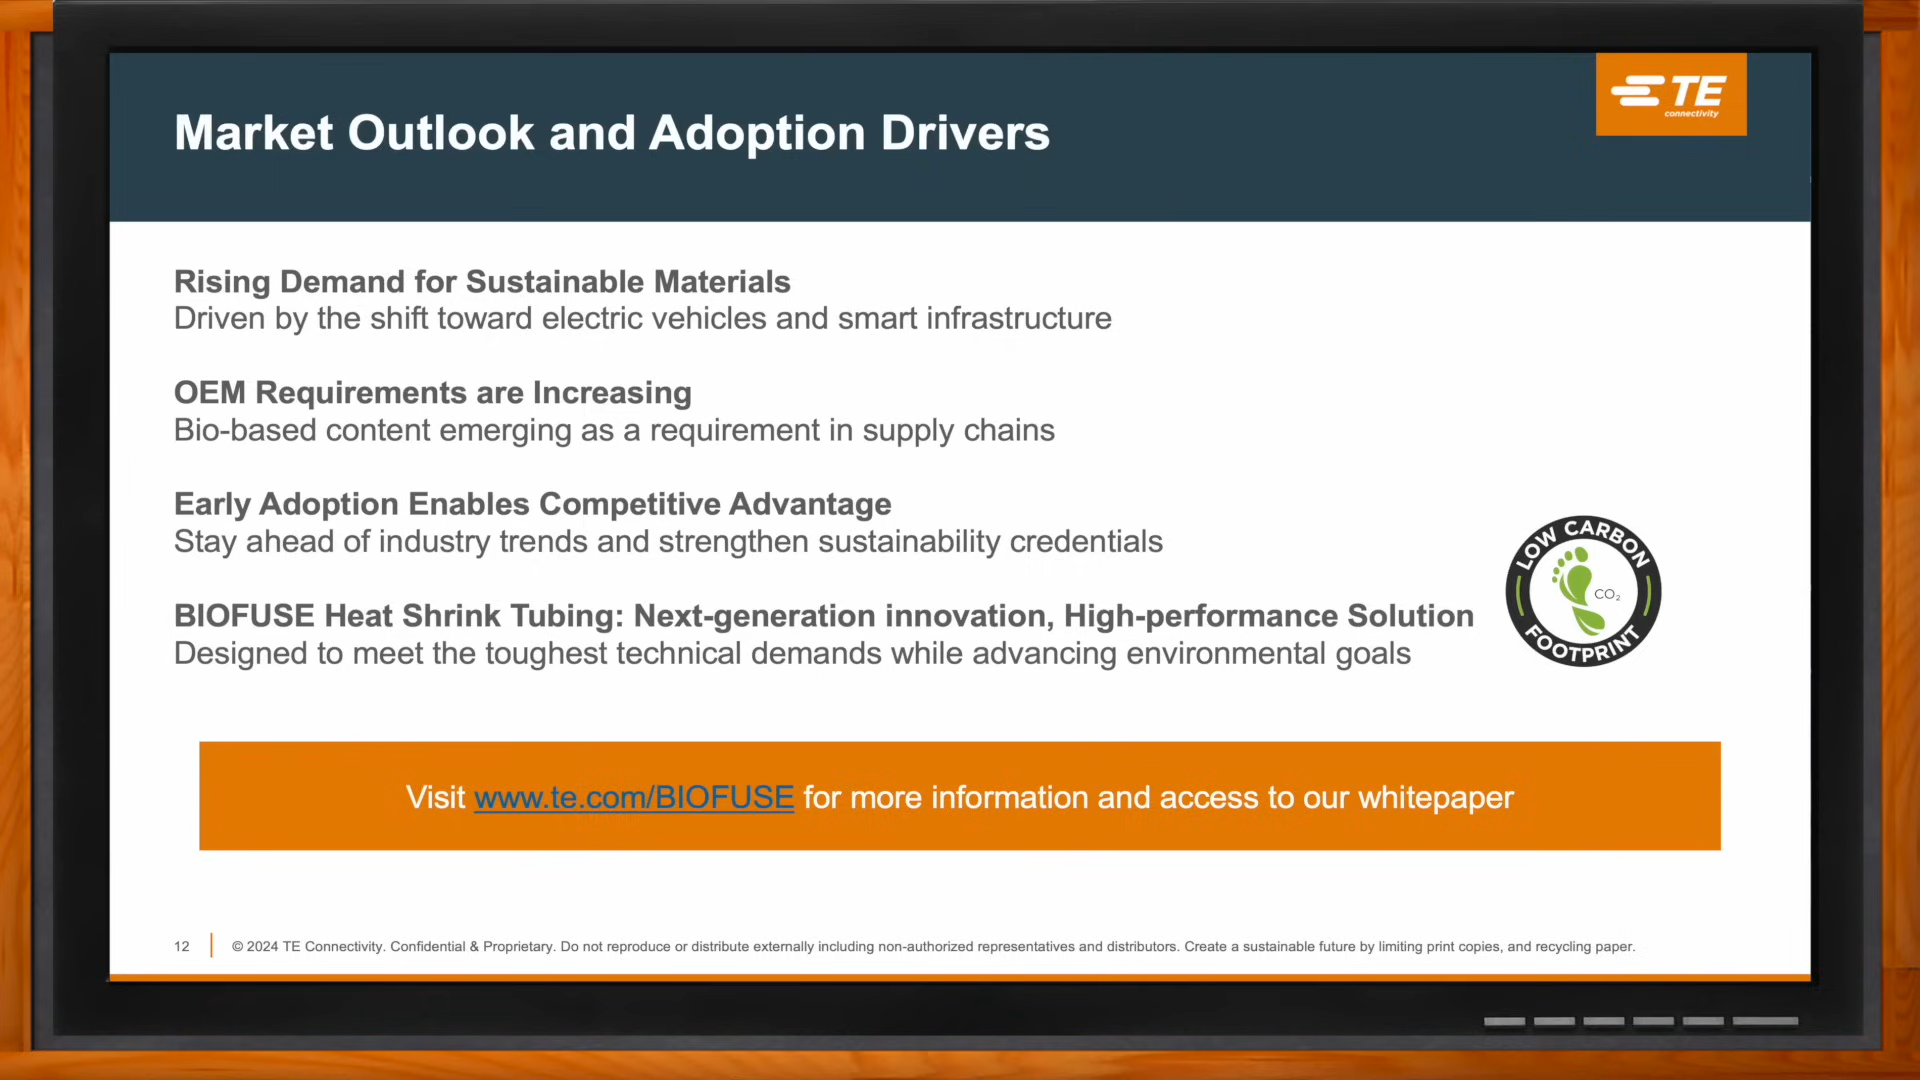 TE
connectivity
Market Outlook and Adoption Drivers
Rising Demand for Sustainable Materials
Driven by the shift toward electric vehicles and smart infrastructure
OEM Requirements are Increasing
Bio-based content emerging as a requirement in supply chains
Early Adoption Enables Competitive Advantage
Stay ahead of industry trends and strengthen sustainability credentials
BIOFUSE Heat Shrink Tubing: Next-generation innovation, High-performance Solution
Designed to meet the toughest technical demands while advancing environmental goals
LOW CARBON
CO₂
FOOTPRINT
Visit www.te.com/BIOFUSE for more information and access to our whitepaper
12 © 2024 TE Connectivity. Confidential & Proprietary. Do not reproduce or distribute externally including non-authorized representatives and distributors. Create a sustainable future by limiting print copies, and recycling paper.